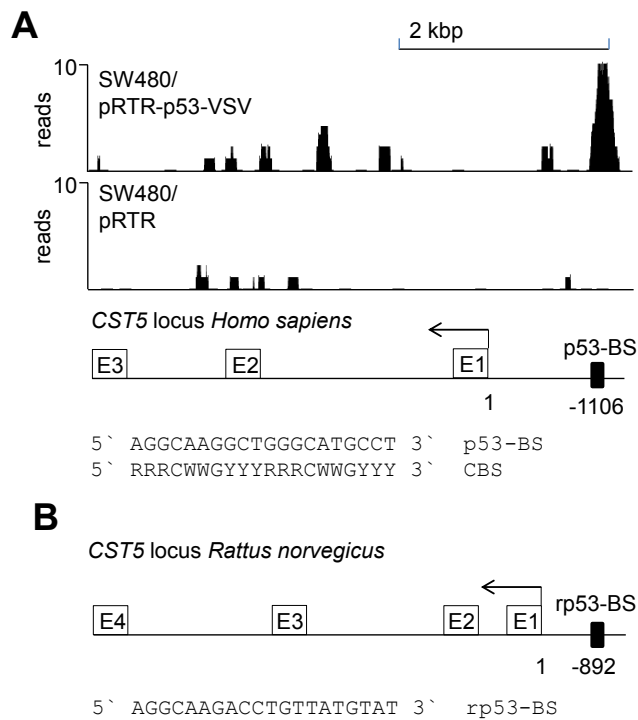 A
2 kbp
10
SW480/
pRTR-p53-VSV
reads
10
SW480/
pRTR
reads
CST5 locus Homo sapiens
p53-BS
E3
E2
E1
1
-1106
5` AGGCAAGGCTGGGCATGCCT 3` p53-BS
5` RRRCWWGYYYRRRCWWGYYY 3` CBS
B
CST5 locus Rattus norvegicus
rp53-BS
E4
E3
E2
E1
1
-892
5` AGGCAAGACCTGTTATGTAT 3` rp53-BS